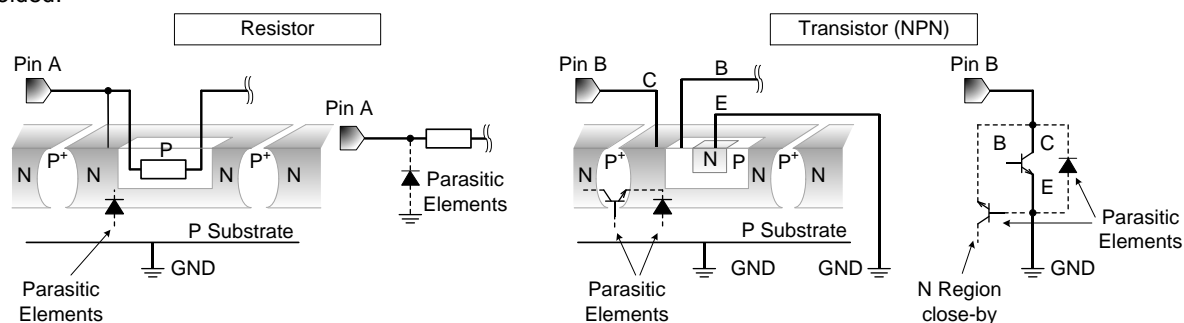 Resistor
Transistor (NPN)
Pin A
Pin A
P
N
P+
N
N
P+
N
Parasitic
Elements
P Substrate
GND
Parasitic
Elements
Pin B
C
B
E
N
P+
N
N
P
N
P+
N
P Substrate
GND
GND
Parasitic
Elements
Pin B
B
C
E
Parasitic
Elements
GND
N Region
close-by